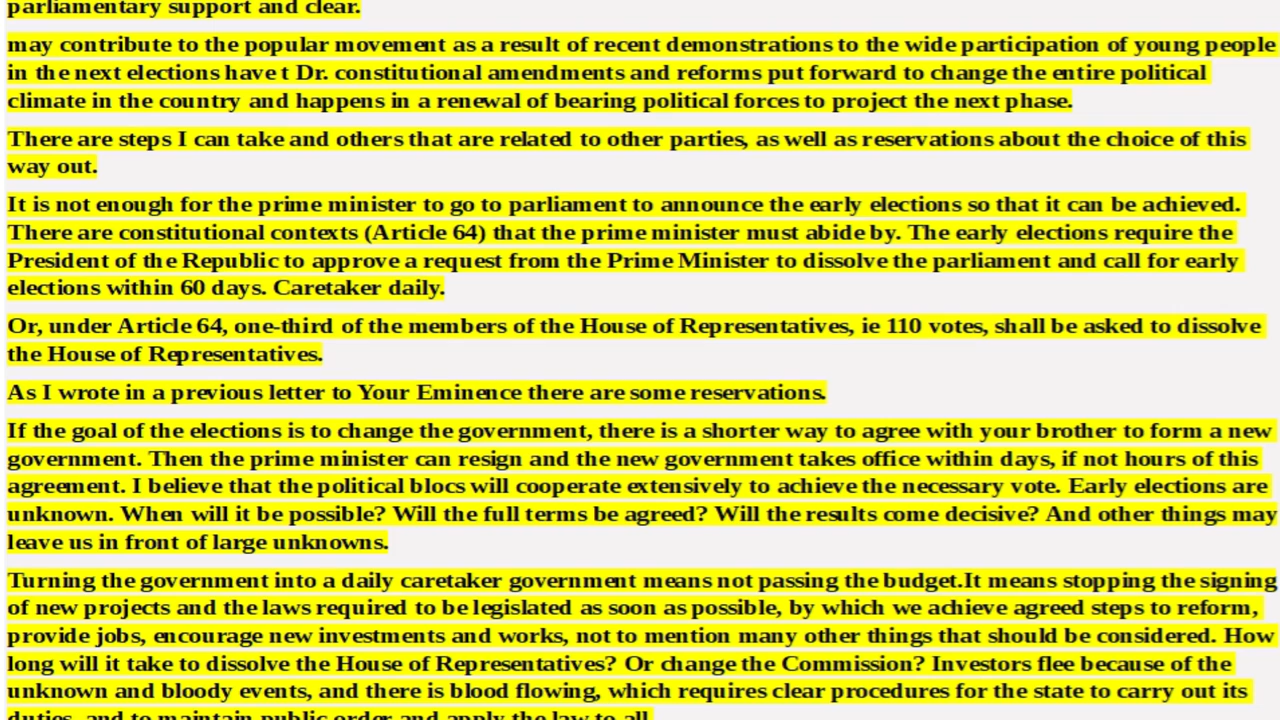 parliamentary support and clear.
may contribute to the popular movement as a result of recent demonstrations to the wide participation of young people
in the next elections have t Dr. constitutional amendments and reforms put forward to change the entire political
climate in the country and happens in a renewal of bearing political forces to project the next phase.
There are steps I can take and others that are related to other parties, as well as reservations about the choice of this
way out.
It is not enough for the prime minister to go to parliament to announce the early elections so that it can be achieved.
There are constitutional contexts (Article 64) that the prime minister must abide by. The early elections require the
President of the Republic to approve a request from the Prime Minister to dissolve the parliament and call for early
elections within 60 days. Caretaker daily.
Or, under Article 64, one-third of the members of the House of Representatives, ie 110 votes, shall be asked to dissolve
the House of Representatives.
As I wrote in a previous letter to Your Eminence there are some reservations.
If the goal of the elections is to change the government, there is a shorter way to agree with your brother to form a new
government. Then the prime minister can resign and the new government takes office within days, if not hours of this
agreement. I believe that the political blocs will cooperate extensively to achieve the necessary vote. Early elections are
unknown. When will it be possible? Will the full terms be agreed? Will the results come decisive? And other things may
leave us in front of large unknowns.
Turning the government into a daily caretaker government means not passing the budget.It means stopping the signing
of new projects and the laws required to be legislated as soon as possible, by which we achieve agreed steps to reform,
provide jobs, encourage new investments and works, not to mention many other things that should be considered. How
long will it take to dissolve the House of Representatives? Or change the Commission? Investors flee because of the
unknown and bloody events, and there is blood flowing, which requires clear procedures for the state to carry out its
duties, and to maintain public order and apply the law to all.